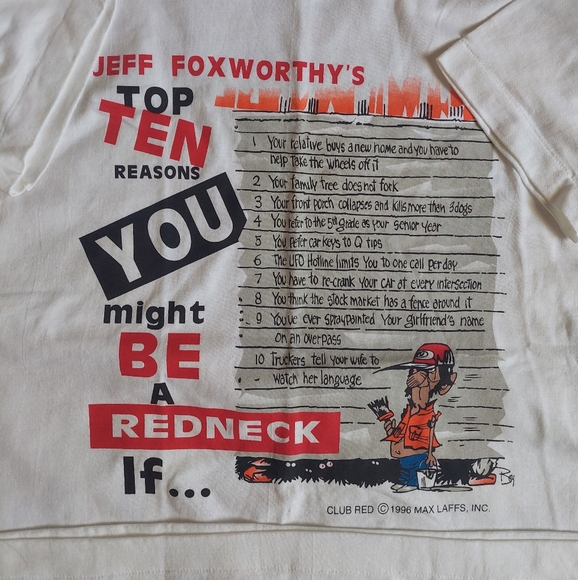 JEFF FOXWORTHY'S
TOP
TEN
REASONS
YOU
might
BE
A
REDNECK
If...
1 Your relative buys a new home and you have to
help take the wheels off it
2 Your family tree does not fork
3 Your front porch collapses and kills more than 3 dogs
4 You refer to the 5th grade as your senior year
5 You prefer car keys to Q tips
6 The UFO Hotline limits You to one call per day
7 You have to re-crank Your CAR at every intersection
8 You think the stock market has a fence around it
9 You've ever spraypainted Your girlfriend's name
on an overpass
10 Truckers tell your wife to
watch her language
CLUB RED © 1996 MAX LAFFS, INC.